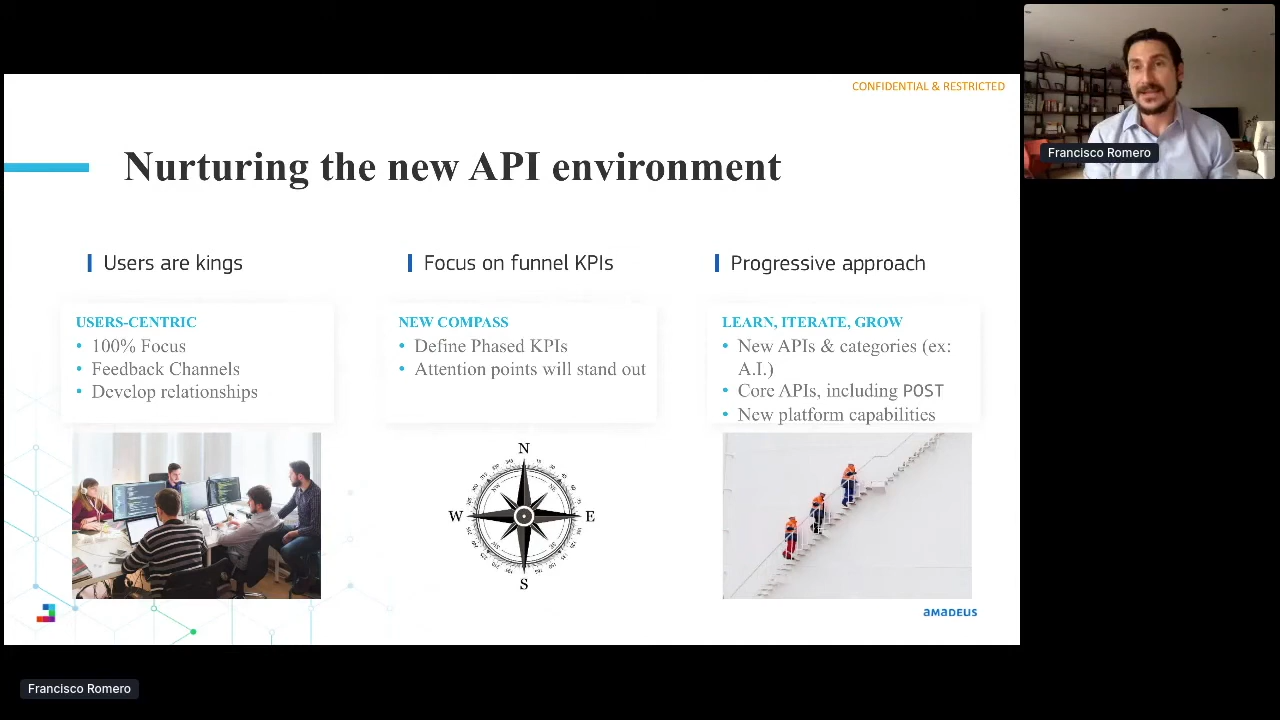 CONFIDENTIAL & RESTRICTED
Francisco Romero
Nurturing the new API environment
Users are kings
USERS-CENTRIC
• 100% Focus
• Feedback Channels
• Develop relationships
Focus on funnel KPIs
NEW COMPASS
• Define Phased KPIs
• Attention points will stand out
N
W
E
S
Progressive approach
LEARN, ITERATE, GROW
• New APIs & categories (ex:
A.I.)
• Core APIs, including POST
• New platform capabilities
amadeus
Francisco Romero